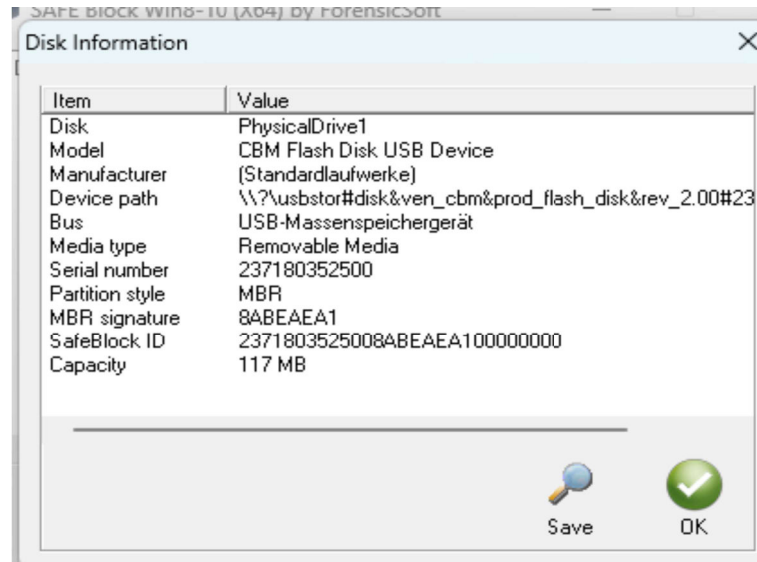 SAFE Block Win8-10 (X64) by ForensicSoft
Disk Information
Item Value
Disk PhysicalDrive1
Model CBM Flash Disk USB Device
Manufacturer (Standardlaufwerke)
Device path \\?\usbstor#disk&ven_cbm&prod_flash_disk&rev_2.00#23
Bus USB-Massenspeichergerät
Media type Removable Media
Serial number 237180352500
Partition style MBR
MBR signature 8ABEAEA1
SafeBlock ID 2371803525008ABEAEA100000000
Capacity 117 MB
Save OK